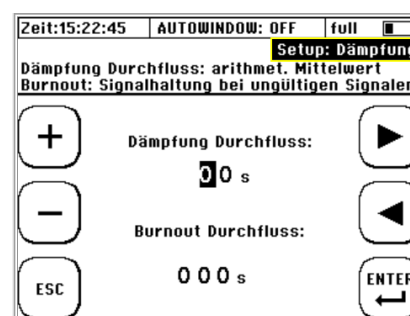 Zeit:15:22:45 AUTOWINDOW: OFF full
Setup: Dämpfung
Dämpfung Durchfluss: arithmet. Mittelwert
Burnout: Signalhaltung bei ungültigen Signalen
+
Dämpfung Durchfluss:
00 s
−
Burnout Durchfluss:
ESC
000 s
ENTER